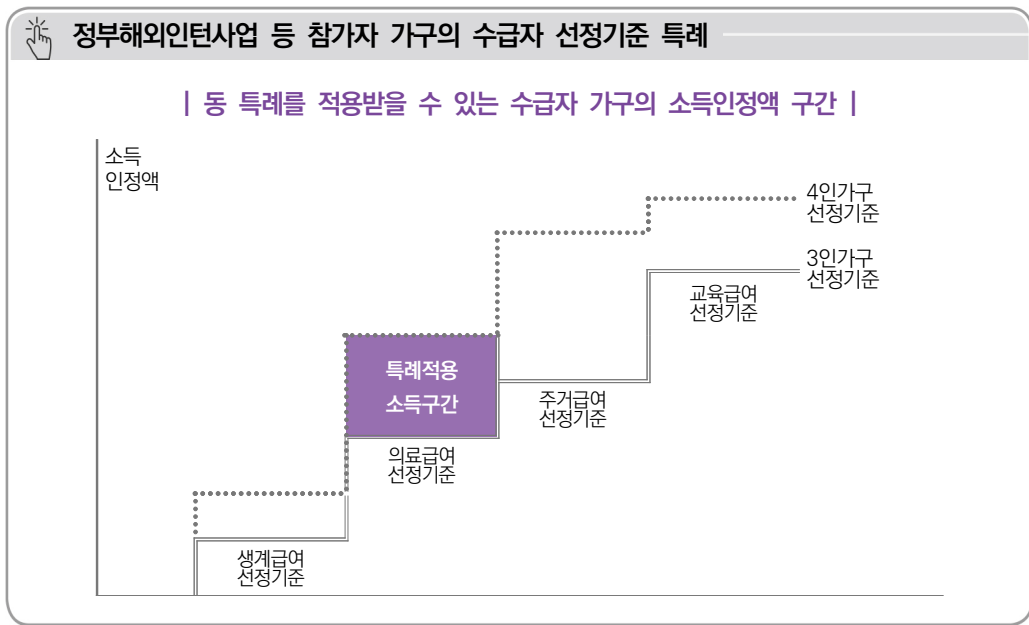 정부해외인턴사업 등 참가자 가구의 수급자 선정기준 특례
| 동 특례를 적용받을 수 있는 수급자 가구의 소득인정액 구간 |
소득
인정액
4인가구
선정기준
3인가구
선정기준
교육급여
선정기준
특례적용
소득구간
주거급여
선정기준
의료급여
선정기준
생계급여
선정기준